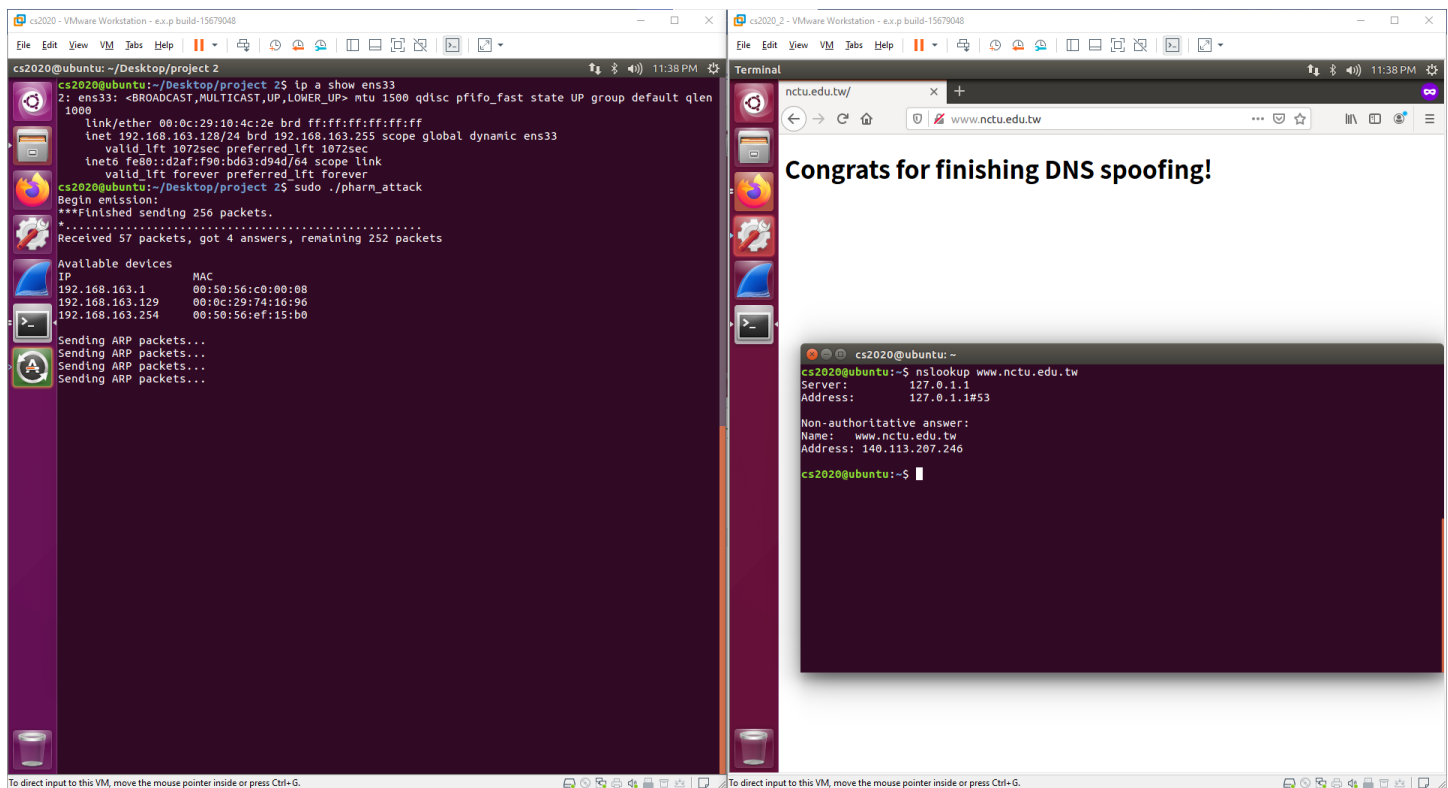 cs2020 - VMware Workstation - e.x.p build-15679048
File Edit View VM Tabs Help
cs2020@ubuntu: ~/Desktop/project 2
11:38 PM
cs2020@ubuntu:~/Desktop/project 2$ ip a show ens33
2: ens33: <BROADCAST,MULTICAST,UP,LOWER_UP> mtu 1500 qdisc pfifo_fast state UP group default qlen
1000
link/ether 00:0c:29:10:4c:2e brd ff:ff:ff:ff:ff:ff
inet 192.168.163.128/24 brd 192.168.163.255 scope global dynamic ens33
valid_lft 1072sec preferred_lft 1072sec
inet6 fe80::d2af:f90:bd63:d94d/64 scope link
valid_lft forever preferred_lft forever
cs2020@ubuntu:~/Desktop/project 2$ sudo ./pharm_attack
Begin emission:
***Finished sending 256 packets.
*.....................................................
Received 57 packets, got 4 answers, remaining 252 packets
Available devices
IP MAC
192.168.163.1 00:50:56:c0:00:08
192.168.163.129 00:0c:29:74:16:96
192.168.163.254 00:50:56:ef:15:b0
Sending ARP packets...
Sending ARP packets...
Sending ARP packets...
Sending ARP packets...
To direct input to this VM, move the mouse pointer inside or press Ctrl+G.
cs2020_2 - VMware Workstation - e.x.p build-15679048
File Edit View VM Tabs Help
Terminal
11:38 PM
nctu.edu.tw/
www.nctu.edu.tw
Congrats for finishing DNS spoofing!
cs2020@ubuntu: ~
cs2020@ubuntu:~$ nslookup www.nctu.edu.tw
Server: 127.0.1.1
Address: 127.0.1.1#53
Non-authoritative answer:
Name: www.nctu.edu.tw
Address: 140.113.207.246
cs2020@ubuntu:~$
To direct input to this VM, move the mouse pointer inside or press Ctrl+G.